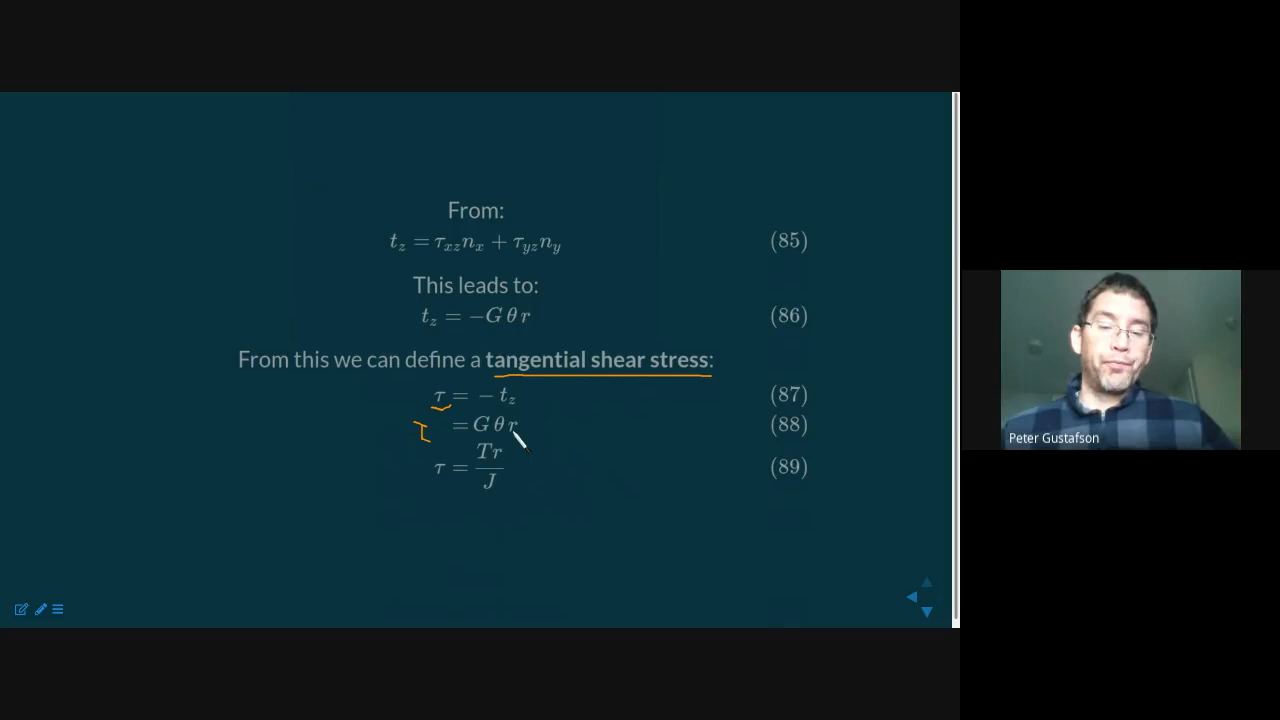 From:
t_z = τ_xz n_x + τ_yz n_y (85)
This leads to:
t_z = −G θ r (86)
From this we can define a tangential shear stress:
τ = − t_z (87)
τ = G θ r (88)
τ = Tr/J (89)
Peter Gustafson